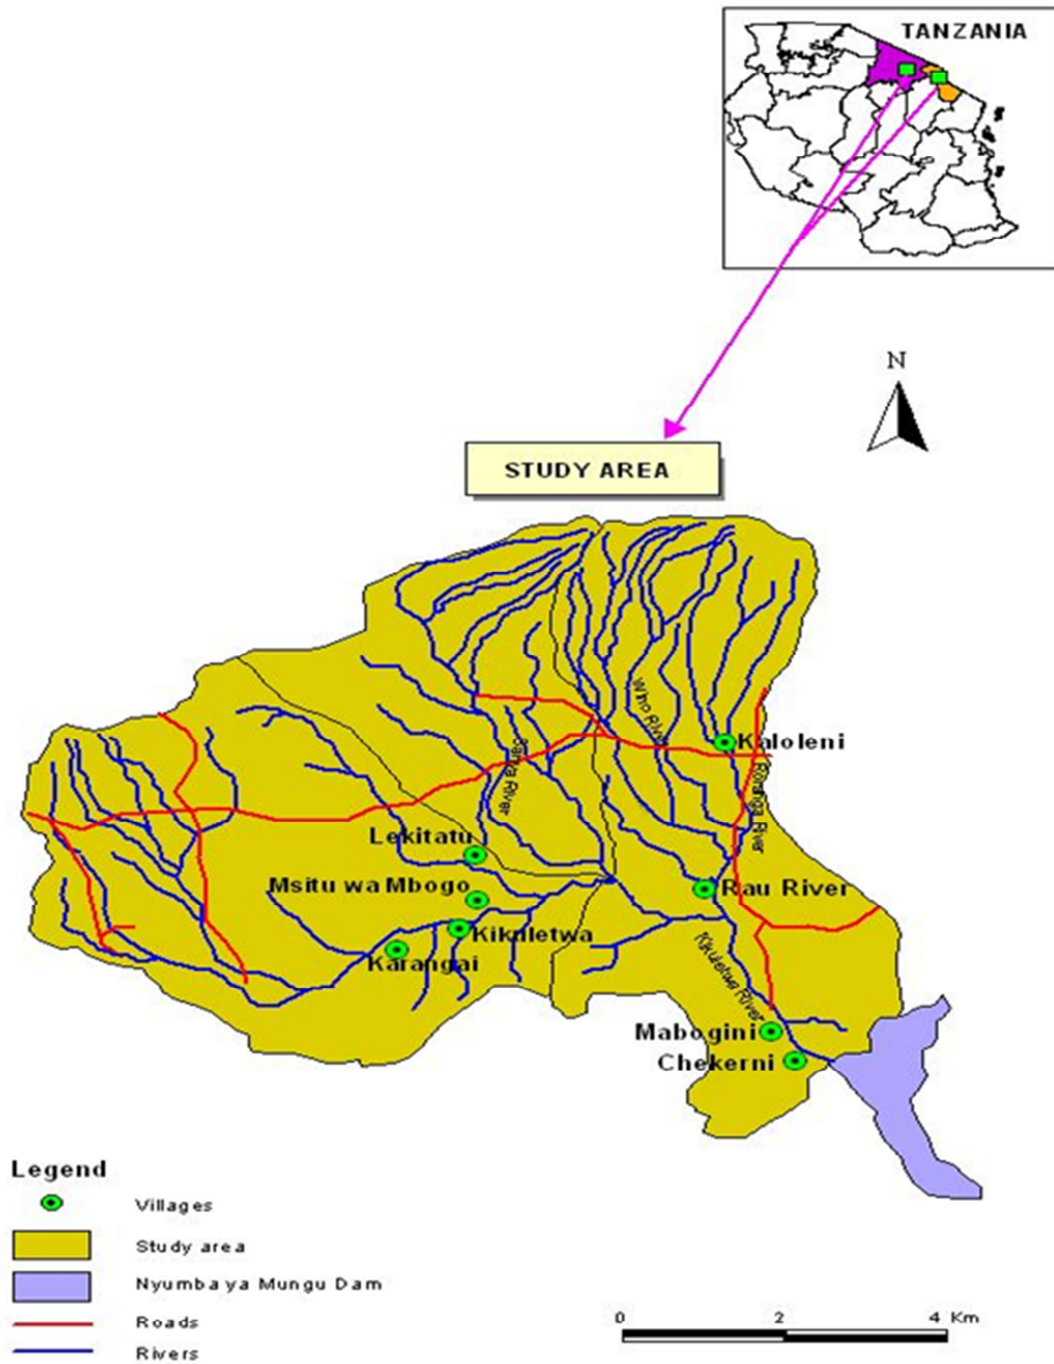 TANZANIA
N
STUDY AREA
Kaloleni
Lekitatu
Msitu wa Mbogo
Rau River
Kikuletwa
Karangai
Kikuletwa River
Mabogini
Chekerni
Legend
Villages
Study area
Nyumba ya Mungu Dam
Roads
Rivers
0 2 4 Km